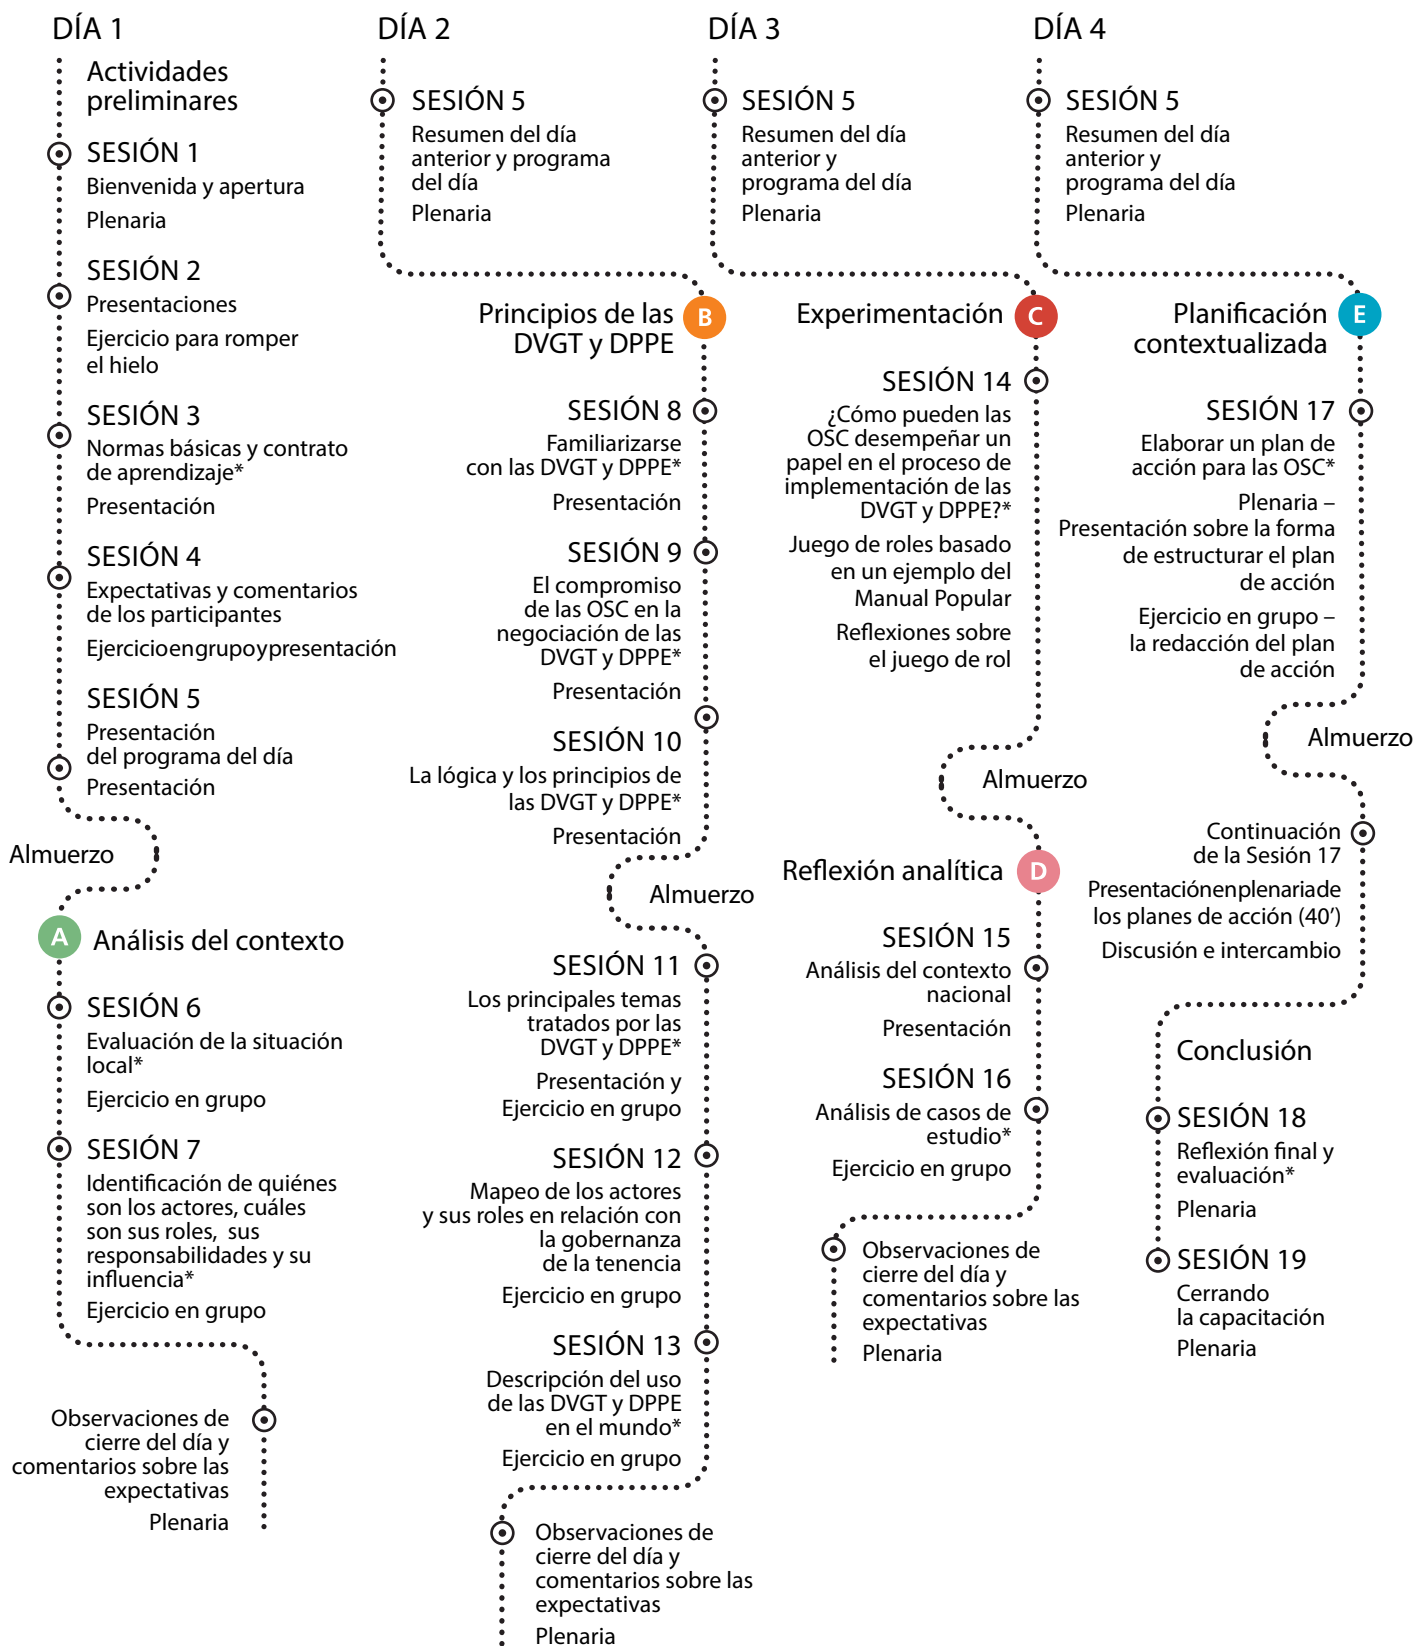 DÍA 1
Actividades
preliminares
SESIÓN 1
Bienvenida y apertura
Plenaria
SESIÓN 2
Presentaciones
Ejercicio para romper
el hielo
SESIÓN 3
Normas básicas y contrato
de aprendizaje*
Presentación
SESIÓN 4
Expectativas y comentarios
de los participantes
Ejercicioengrupoypresentación
SESIÓN 5
Presentación
del programa del día
Presentación
Almuerzo
A
Análisis del contexto
SESIÓN 6
Evaluación de la situación
local*
Ejercicio en grupo
SESIÓN 7
Identificación de quiénes
son los actores, cuáles
son sus roles, sus
responsabilidades y su
influencia*
Ejercicio en grupo
Observaciones de
cierre del día y
comentarios sobre las
expectativas
Plenaria
DÍA 2
SESIÓN 5
Resumen del día
anterior y programa
del día
Plenaria
Principios de las
DVGT y DPPE
B
SESIÓN 8
Familiarizarse
con las DVGT y DPPE*
Presentación
SESIÓN 9
El compromiso
de las OSC en la
negociación de las
DVGT y DPPE*
Presentación
SESIÓN 10
La lógica y los principios de
las DVGT y DPPE*
Presentación
Almuerzo
SESIÓN 11
Los principales temas
tratados por las
DVGT y DPPE*
Presentación y
Ejercicio en grupo
SESIÓN 12
Mapeo de los actores
y sus roles en relación con
la gobernanza
de la tenencia
Ejercicio en grupo
SESIÓN 13
Descripción del uso
de las DVGT y DPPE
en el mundo*
Ejercicio en grupo
Observaciones de
cierre del día y
comentarios sobre las
expectativas
Plenaria
DÍA 3
SESIÓN 5
Resumen del día
anterior y
programa del día
Plenaria
Experimentación
C
SESIÓN 14
¿Cómo pueden las
OSC desempeñar un
papel en el proceso de
implementación de las
DVGT y DPPE?*
Juego de roles basado
en un ejemplo del
Manual Popular
Reflexiones sobre
el juego de rol
Almuerzo
Reflexión analítica
D
SESIÓN 15
Análisis del contexto
nacional
Presentación
SESIÓN 16
Análisis de casos de
estudio*
Ejercicio en grupo
Observaciones de
cierre del día y
comentarios sobre las
expectativas
Plenaria
DÍA 4
SESIÓN 5
Resumen del día
anterior y
programa del día
Plenaria
Planificación
contextualizada
E
SESIÓN 17
Elaborar un plan de
acción para las OSC*
Plenaria –
Presentación sobre la forma
de estructurar el plan
de acción
Ejercicio en grupo –
la redacción del plan
de acción
Almuerzo
Continuación
de la Sesión 17
Presentaciónenplenariade
los planes de acción (40’)
Discusión e intercambio
Conclusión
SESIÓN 18
Reflexión final y
evaluación*
Plenaria
SESIÓN 19
Cerrando
la capacitación
Plenaria